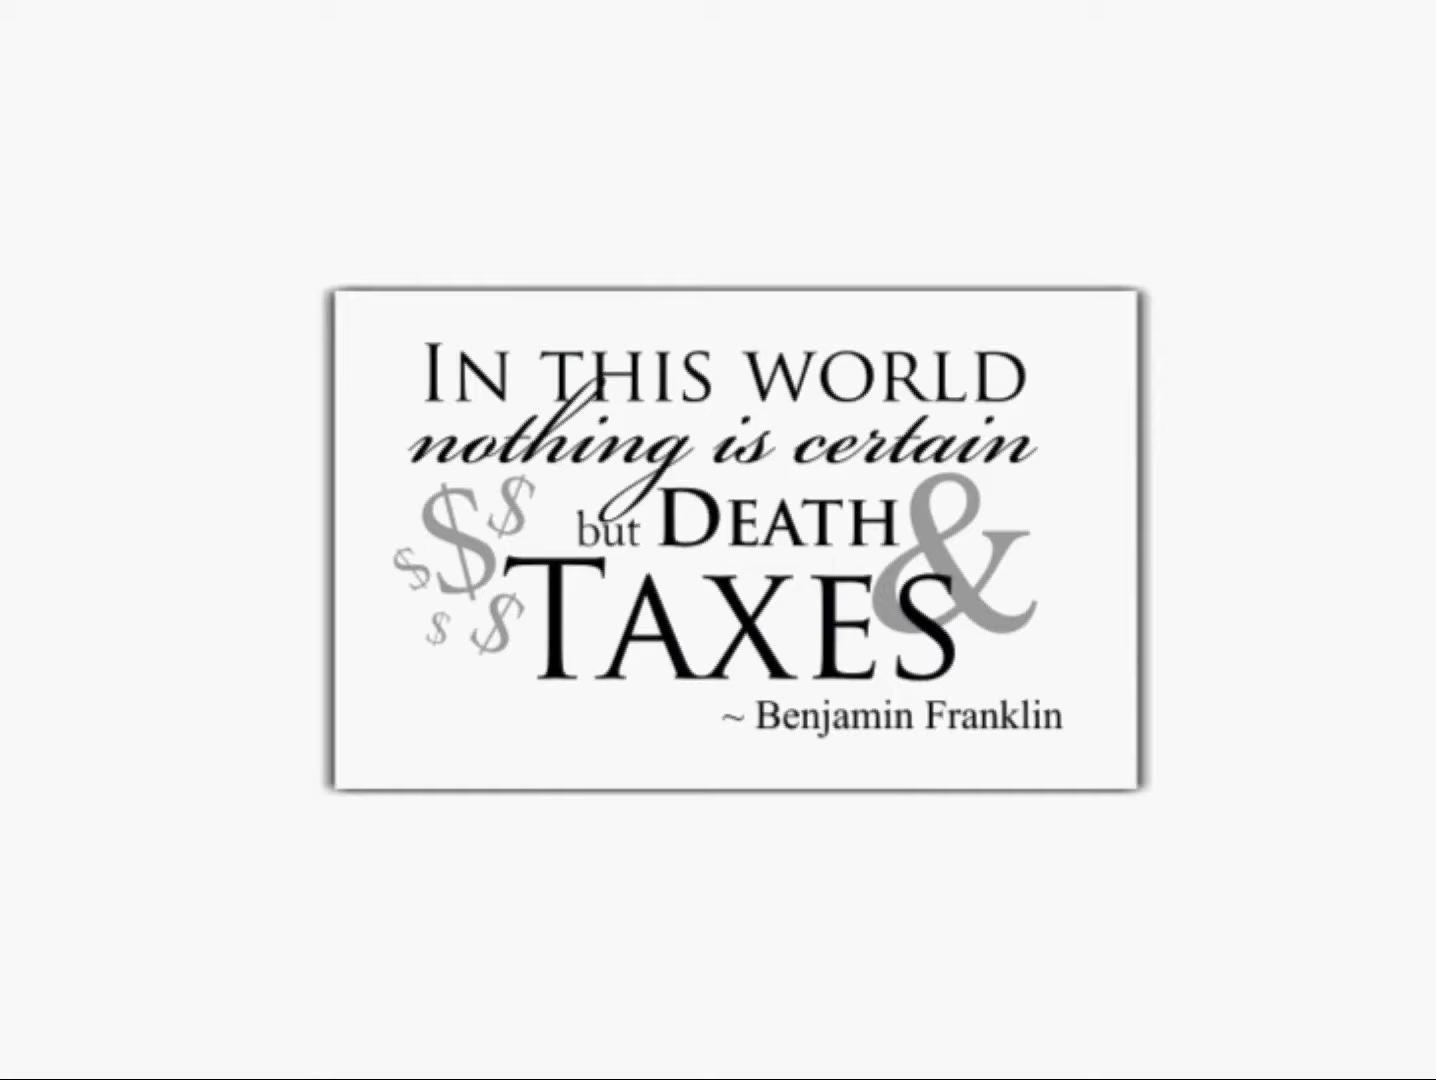 IN THIS WORLD
nothing is certain
but DEATH &
TAXES
$ $ $ $ $
~ Benjamin Franklin